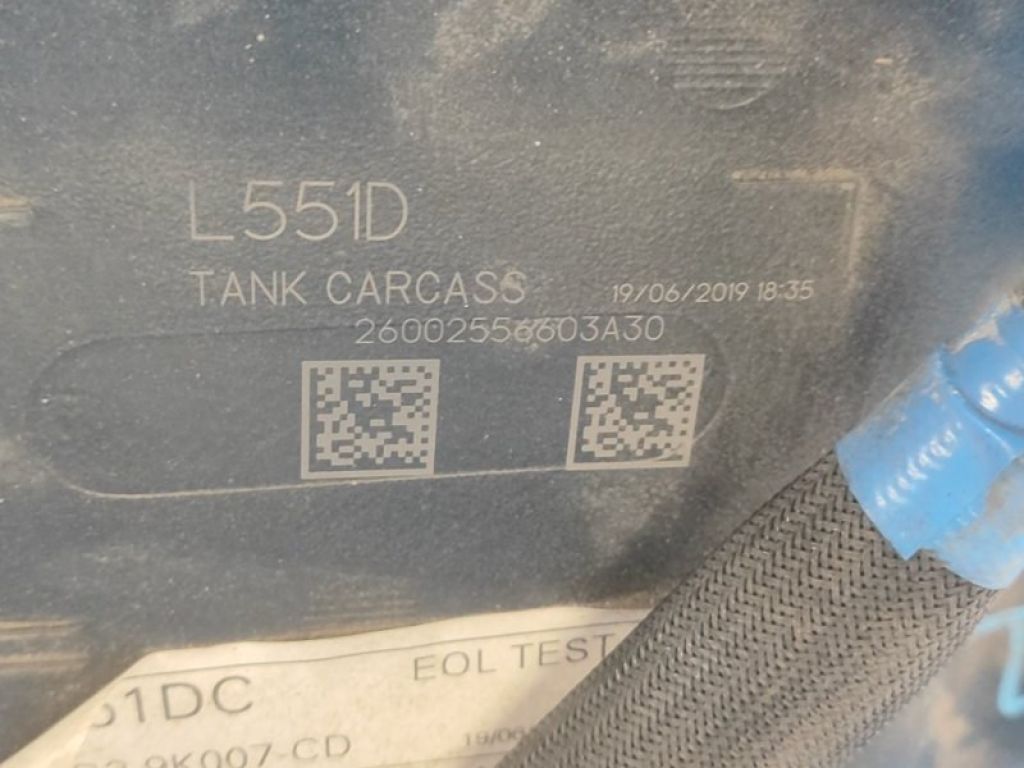 L551D
TANK CARCASS 19/06/2019 18:35
26002556603A30
EOL TEST
51DC
9K007-CD